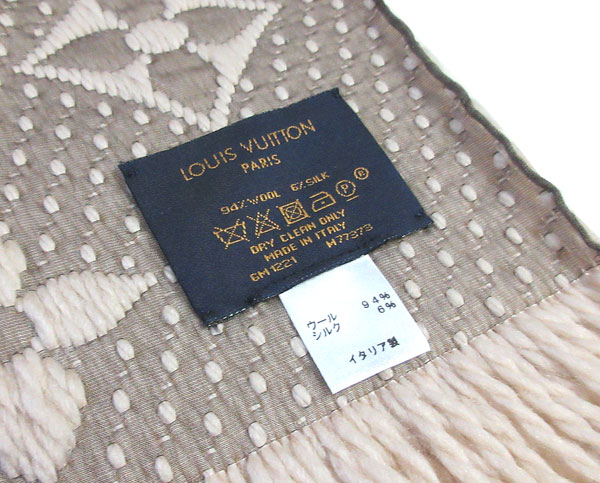 LOUIS VUITTON
PARIS
94%WOOL 6%SILK
DRY CLEAN ONLY
MADE IN ITALY
GM1221 M77373
ウール 94%
シルク 6%
イタリア製